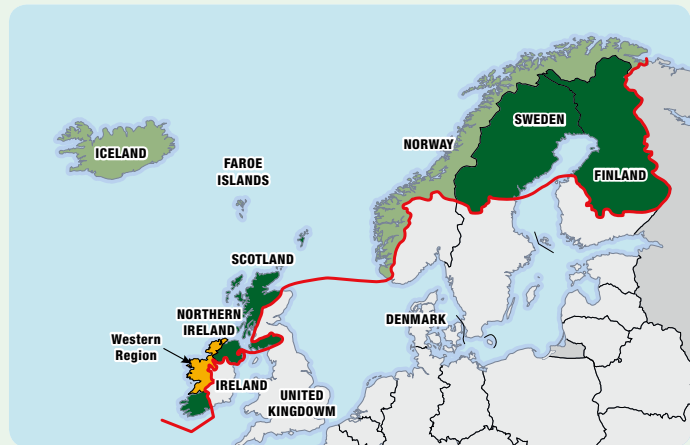 ICELAND
FAROE
ISLANDS
NORWAY
SWEDEN
FINLAND
SCOTLAND
NORTHERN
IRELAND
Western
Region
IRELAND
UNITED
KINGDOWM
DENMARK